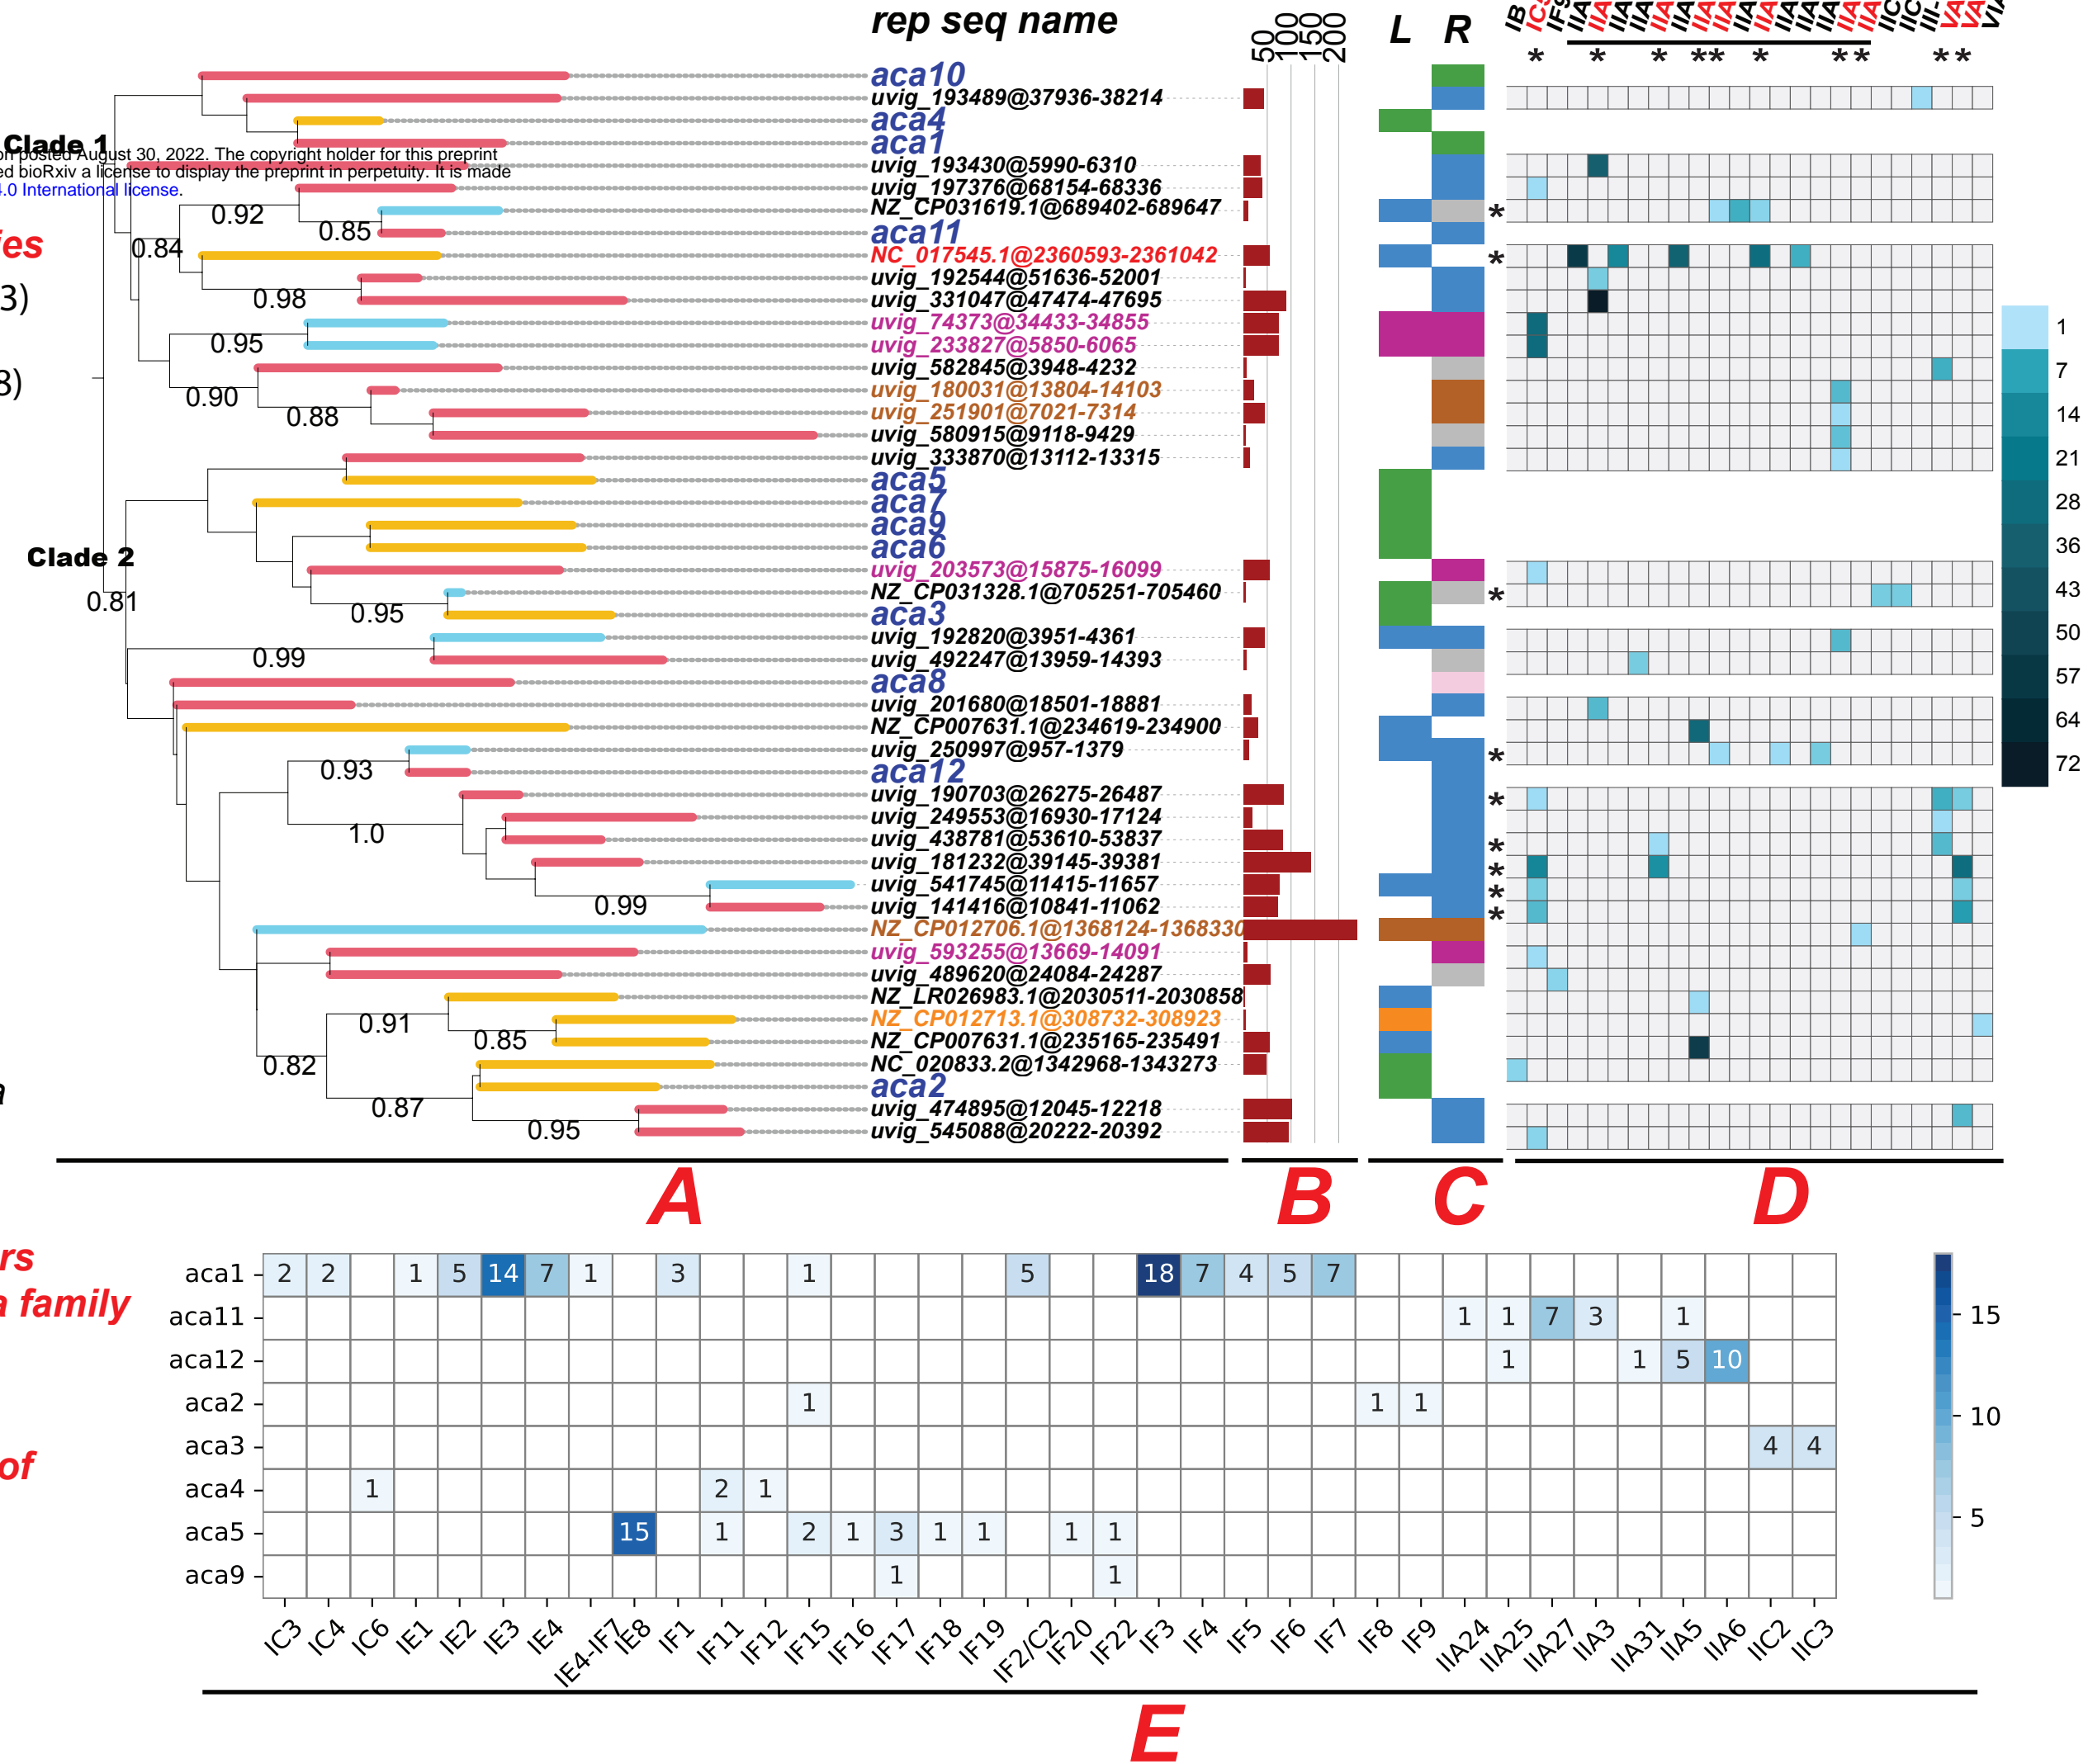 rep seq name
50
100
150
200
L R
IB
IIA
IIC
III-
* * * ** * ** **
aca10
uvig_193489@37936-38214
aca4
Clade 1
aca1
on posted August 30, 2022. The copyright holder for this preprint
ed bioRxiv a license to display the preprint in perpetuity. It is made
4.0 International license.
uvig_193430@5990-6310
uvig_197376@68154-68336
0.92
NZ_CP031619.1@689402-689647 *
0.85
aca11
ies
0.84
NC_017545.1@2360593-2361042 *
uvig_192544@51636-52001
3)
0.98
uvig_331047@47474-47695
uvig_74373@34433-34855
0.95
uvig_233827@5850-6065
uvig_582845@3948-4232
8)
0.90
uvig_180031@13804-14103
0.88
uvig_251901@7021-7314
uvig_580915@9118-9429
uvig_333870@13112-13315
aca5
aca7
aca9
aca6
Clade 2
uvig_203573@15875-16099
0.81
NZ_CP031328.1@705251-705460 *
0.95
aca3
uvig_192820@3951-4361
0.99
uvig_492247@13959-14393
aca8
uvig_201680@18501-18881
NZ_CP007631.1@234619-234900
uvig_250997@957-1379 *
0.93
aca12
uvig_190703@26275-26487 *
uvig_249553@16930-17124
1.0
uvig_438781@53610-53837 *
uvig_181232@39145-39381 *
uvig_541745@11415-11657 *
0.99
uvig_141416@10841-11062 *
NZ_CP012706.1@1368124-1368330
uvig_593255@13669-14091
uvig_489620@24084-24287
NZ_LR026983.1@2030511-2030858
0.91
NZ_CP012713.1@308732-308923
0.85
NZ_CP007631.1@235165-235491
0.82
NC_020833.2@1342968-1343273
aca2
0.87
uvig_474895@12045-12218
0.95
uvig_545088@20222-20392
1
7
14
21
28
36
43
50
57
64
72
a
A B C D
rs
a family
of
aca1 2 2 1 5 14 7 1 3 1 5 18 7 4 5 7
aca11 1 1 7 3 1
aca12 1 1 5 10
aca2 1 1 1
aca3 4 4
aca4 1 2 1
aca5 15 1 2 1 3 1 1 1 1
aca9 1 1
15
10
5
IC3 IC4 IC6 IE1 IE2 IE3 IE4 IE4-IF7 IE8 IF1 IF11 IF12 IF15 IF16 IF17 IF18 IF19 IF2/C2 IF20 IF22 IF3 IF4 IF5 IF6 IF7 IF8 IF9 IIA24 IIA25 IIA27 IIA3 IIA31 IIA5 IIA6 IIC2 IIC3
E